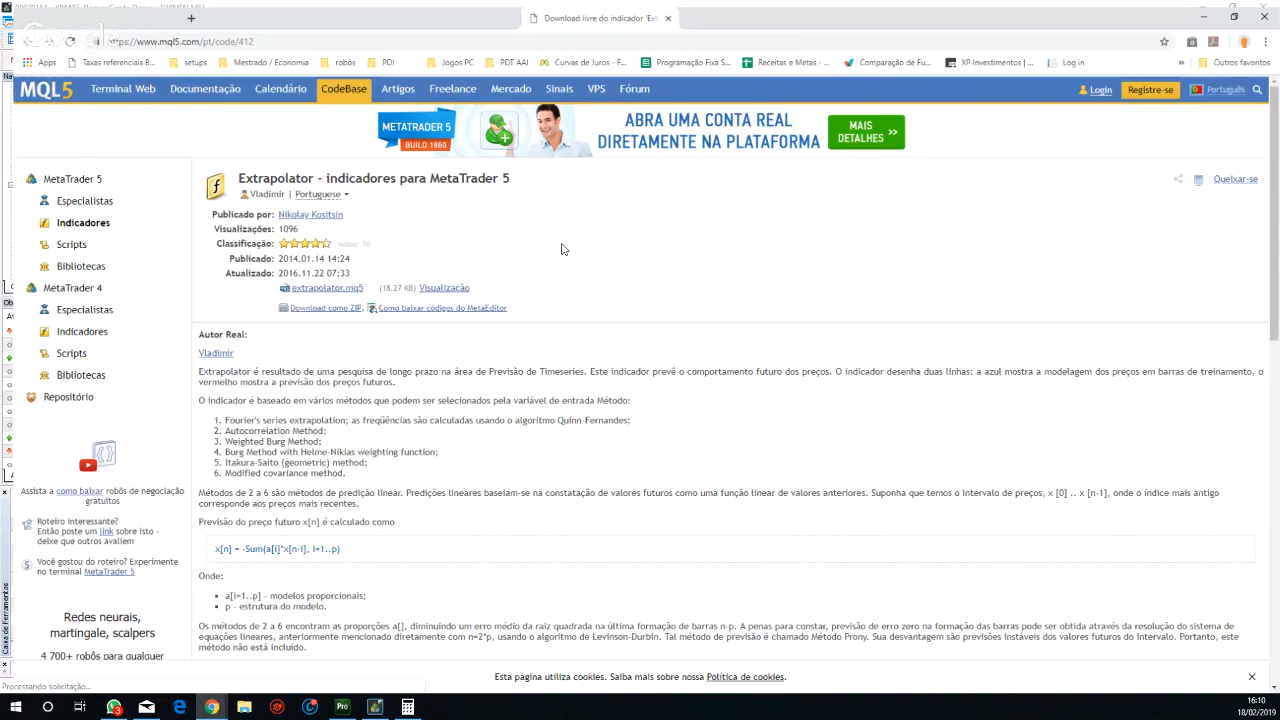 Download livre do indicador 'Ext
https://www.mql5.com/pt/code/412
Apps
Taxas referenciais B...
setups
Mestrado / Economia
robôs
PDI
Jogos PC
PDT AAI
Curvas de Juros - F...
Programação Fixa S...
Receitas e Metas - ...
Comparação de Fu...
XP Investimentos | ...
Log in
Outros favoritos
MQL5
Terminal Web
Documentação
Calendário
CodeBase
Artigos
Freelance
Mercado
Sinais
VPS
Fórum
Login
Registre-se
Português
METATRADER 5
BUILD 1860
ABRA UMA CONTA REAL
DIRETAMENTE NA PLATAFORMA
MAIS
DETALHES >>
MetaTrader 5
Especialistas
Indicadores
Scripts
Bibliotecas
MetaTrader 4
Especialistas
Indicadores
Scripts
Bibliotecas
Repositório
Assista a como baixar robôs de negociação
gratuitos
Roteiro interessante?
Então poste um link sobre isto -
deixe que outros avaliem
Você gostou do roteiro? Experimente
no terminal MetaTrader 5
Redes neurais,
martingale, scalpers
4 700+ robôs para qualquer
Extrapolator - indicadores para MetaTrader 5
Queixar-se
Vladimir | Portuguese
Publicado por: Nikolay Kositsin
Visualizações: 1096
Classificação: votos: 16
Publicado: 2014.01.14 14:24
Atualizado: 2016.11.22 07:33
extrapolator.mq5 (18,27 KB) Visualização
Download como ZIP, Como baixar códigos do MetaEditor
Autor Real:
Vladimir
Extrapolator é resultado de uma pesquisa de longo prazo na área de Previsão de Timeseries. Este indicador prevê o comportamento futuro dos preços. O indicador desenha duas linhas: a azul mostra a modelagem dos preços em barras de treinamento, o
vermelho mostra a previsão dos preços futuros.
O indicador é baseado em vários métodos que podem ser selecionados pela variável de entrada Método:
1. Fourier's series extrapolation; as freqüências são calculadas usando o algoritmo Quinn-Fernandes;
2. Autocorrelation Method;
3. Weighted Burg Method;
4. Burg Method with Helme-Nikias weighting function;
5. Itakura-Saito (geometric) method;
6. Modified covariance method.
Métodos de 2 a 6 são métodos de predição linear. Predições lineares baseiam-se na constatação de valores futuros como uma função linear de valores anteriores. Suponha que temos o intervalo de preços, x [0] .. x [n-1], onde o índice mais antigo
corresponde aos preços mais recentes.
Previsão do preço futuro x[n] é calculado como
x[n] = -Sum(a[i]*x[n-i], i=1..p)
Onde:
a[i=1..p] - modelos proporcionais;
p - estrutura do modelo.
Os métodos de 2 a 6 encontram as proporções a[], diminuindo um erro médio da raiz quadrada na última formação de barras n-p. A penas para constar, previsão de erro zero na formação das barras pode ser obtida através da resolução do sistema de
equações lineares, anteriormente mencionado diretamente com n=2*p, usando o algoritmo de Levinson-Durbin. Tal método de previsão é chamado Método Prony. Sua desvantagem são previsões instáveis dos valores futuros do intervalo. Portanto, este
método não está incluído.
Esta página utiliza cookies. Saiba mais sobre nossa Política de cookies.
Caixa de Ferramentas
Processando solicitação...
16:10
18/02/2019